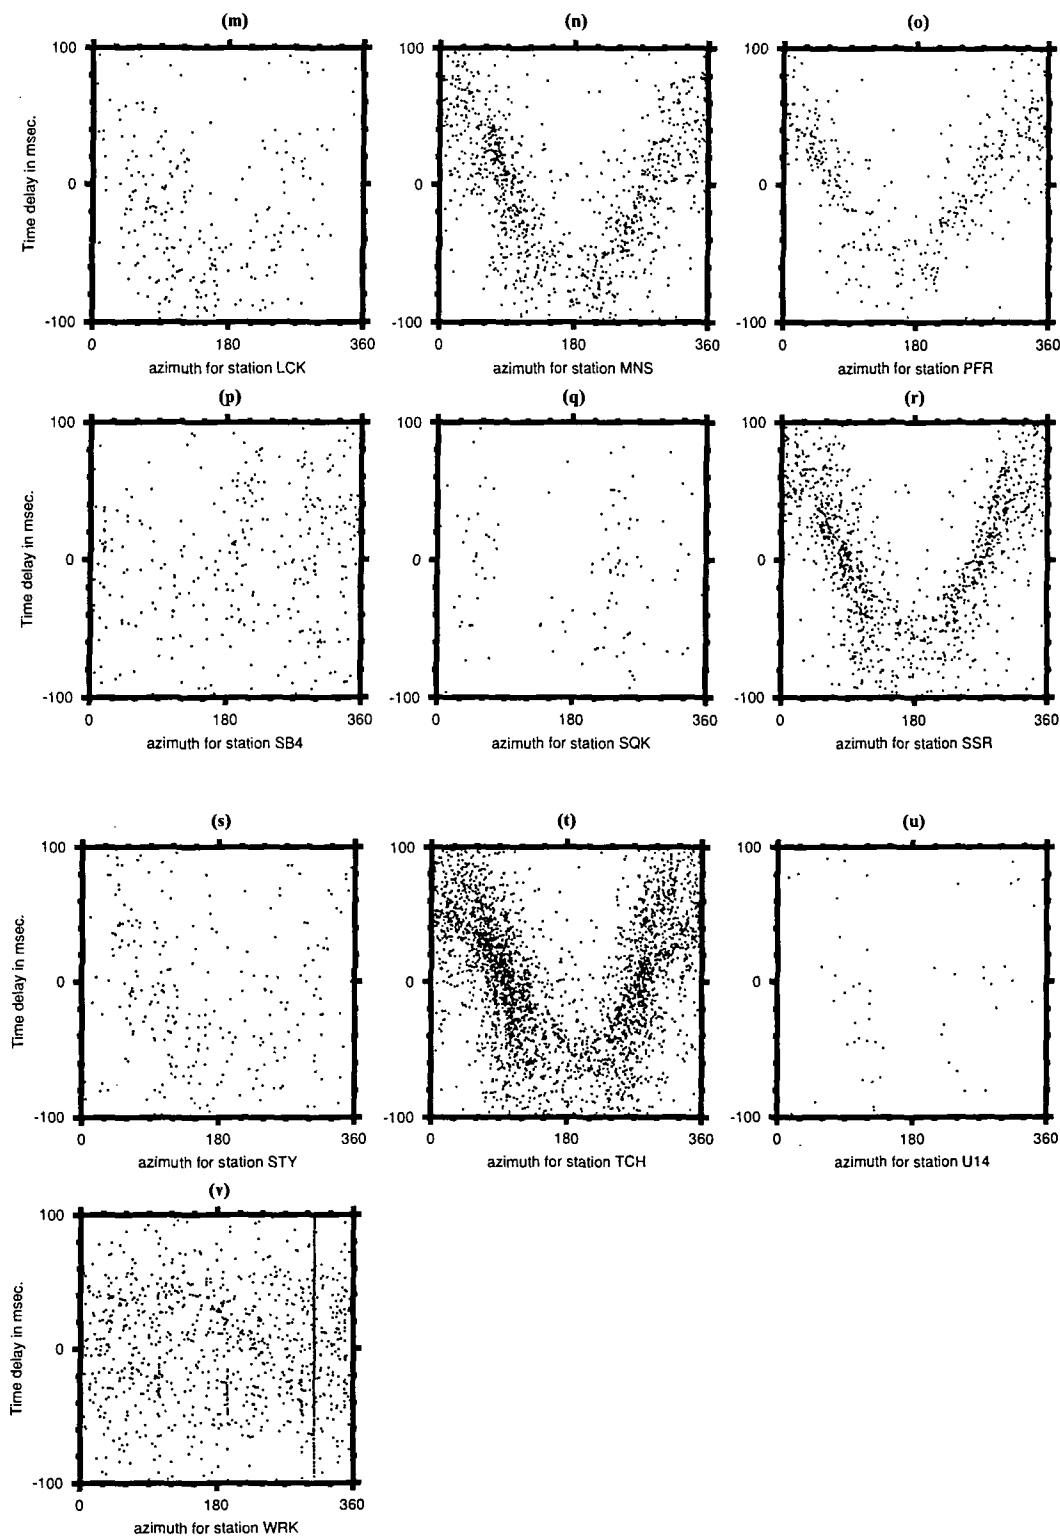 (m) (n) (o)
100 100 100
Time delay in msec.
0 0 0
-100 -100 -100
0 180 360 0 180 360 0 180 360
azimuth for station LCK azimuth for station MNS azimuth for station PFR
(p) (q) (r)
100 100 100
Time delay in msec.
0 0 0
-100 -100 -100
0 180 360 0 180 360 0 180 360
azimuth for station SB4 azimuth for station SQK azimuth for station SSR
(s) (t) (u)
100 100 100
Time delay in msec.
0 0 0
-100 -100 -100
0 180 360 0 180 360 0 180 360
azimuth for station STY azimuth for station TCH azimuth for station U14
(v)
100
Time delay in msec.
0
-100
0 180 360
azimuth for station WRK